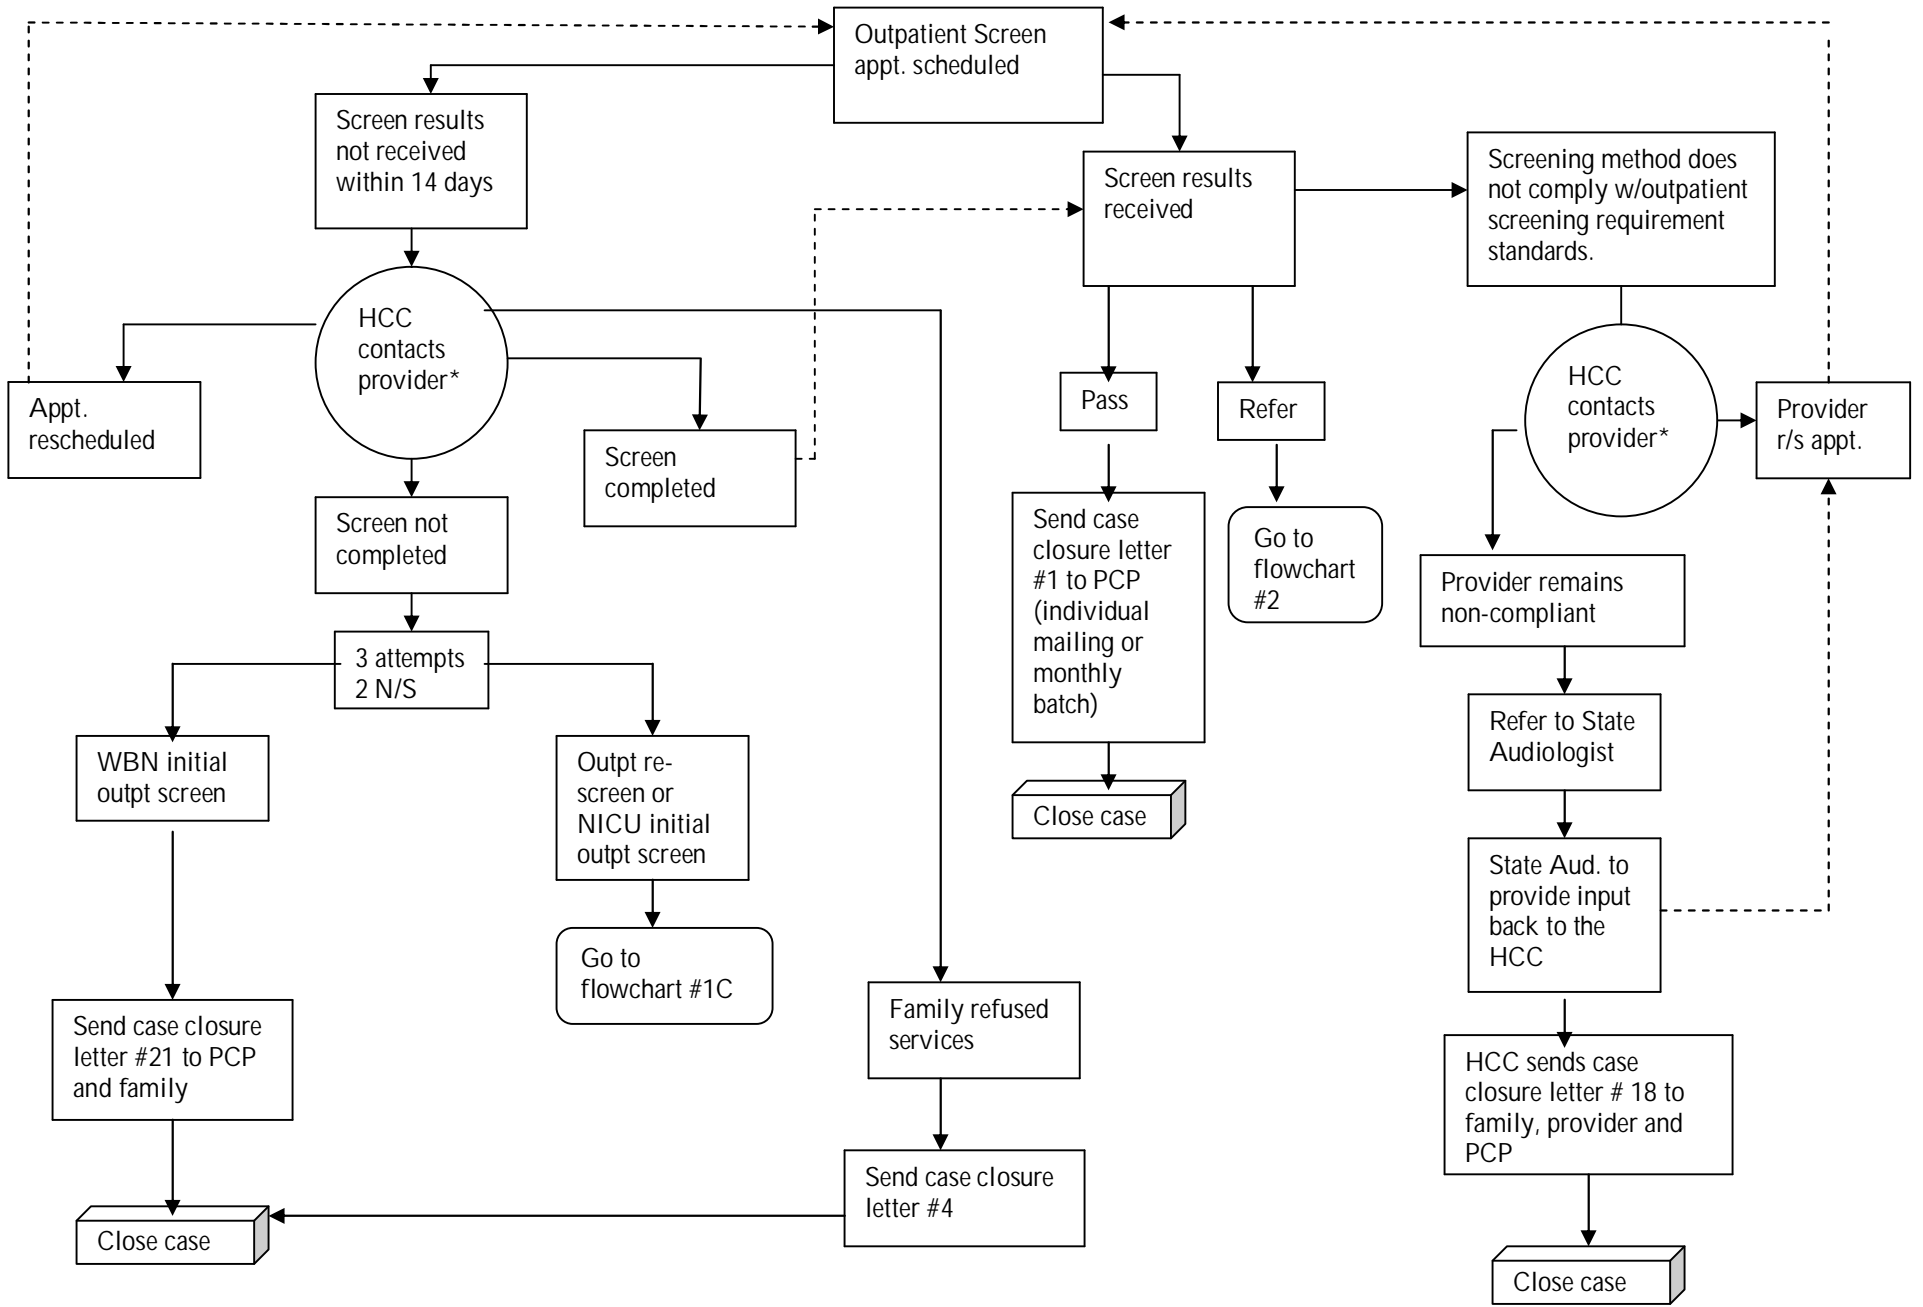 Outpatient Screen
appt. scheduled
Screen results
not received
within 14 days
Screen results
received
Screening method does
not comply w/outpatient
screening requirement
standards.
HCC
contacts
provider*
HCC
contacts
provider*
Appt.
rescheduled
Screen
completed
Pass
Refer
Provider
r/s appt.
Screen not
completed
Send case
closure letter
#1 to PCP
(individual
mailing or
monthly
batch)
Go to
flowchart
#2
Provider remains
non-compliant
3 attempts
2 N/S
Refer to State
Audiologist
WBN initial
outpt screen
Outpt re-
screen or
NICU initial
outpt screen
Close case
State Aud. to
provide input
back to the
HCC
Go to
flowchart #1C
Family refused
services
Send case closure
letter #21 to PCP
and family
HCC sends case
closure letter # 18 to
family, provider and
PCP
Send case closure
letter #4
Close case
Close case